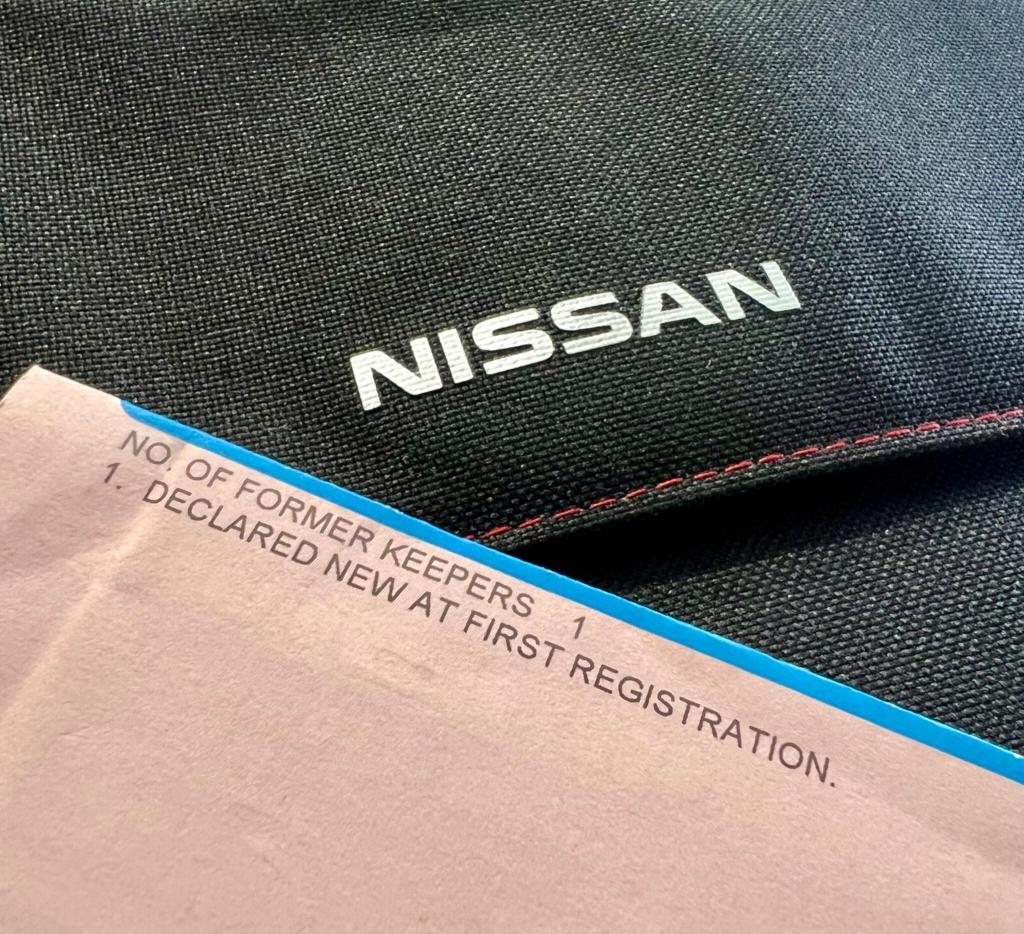 NISSAN
NO. OF FORMER KEEPERS 1
1. DECLARED NEW AT FIRST REGISTRATION.